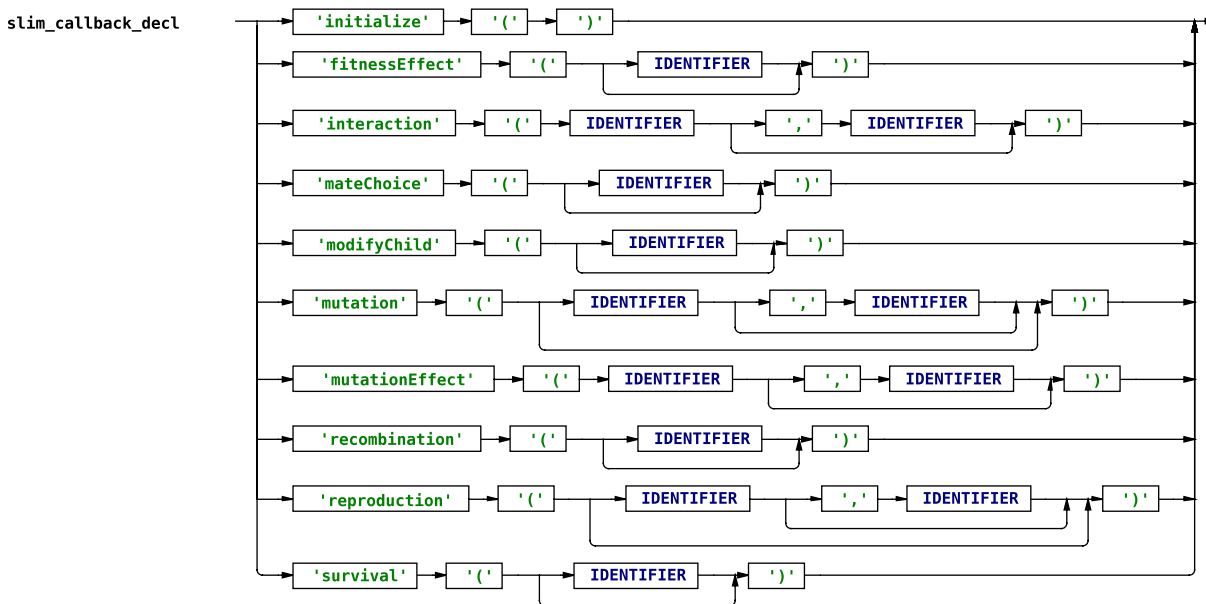 slim_callback_decl 'initialize' '(' ')'
'fitnessEffect' '(' IDENTIFIER ')'
'interaction' '(' IDENTIFIER ',' IDENTIFIER ')'
'mateChoice' '(' IDENTIFIER ')'
'modifyChild' '(' IDENTIFIER ')'
'mutation' '(' IDENTIFIER ',' IDENTIFIER ')'
'mutationEffect' '(' IDENTIFIER ',' IDENTIFIER ')'
'recombination' '(' IDENTIFIER ')'
'reproduction' '(' IDENTIFIER ',' IDENTIFIER ')'
'survival' '(' IDENTIFIER ')'